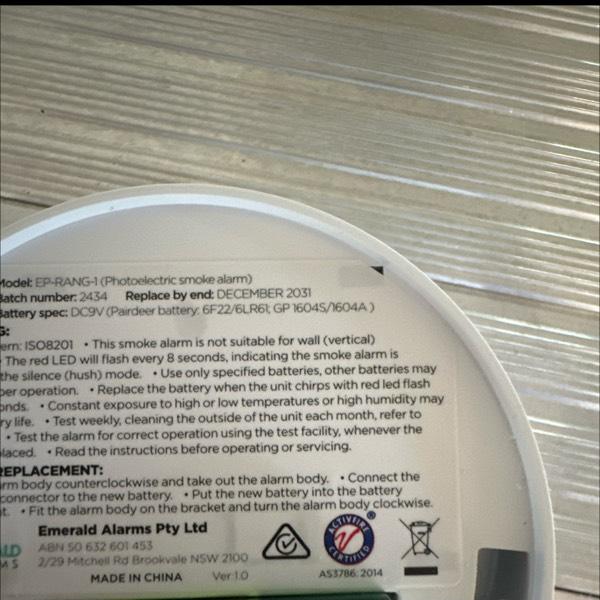 Model: EP-RANG-1 (Photoelectric smoke alarm)
Batch number: 2434 Replace by end: DECEMBER 2031
Battery spec: DC9V (Pairdeer battery: 6F22/6LR61, GP 1604S/1604A )
G:
ern: ISO8201 • This smoke alarm is not suitable for wall (vertical)
• The red LED will flash every 8 seconds, indicating the smoke alarm is
the silence (hush) mode. • Use only specified batteries, other batteries may
per operation. • Replace the battery when the unit chirps with red led flash
onds. • Constant exposure to high or low temperatures or high humidity may
ry life. • Test weekly, cleaning the outside of the unit each month, refer to
• Test the alarm for correct operation using the test facility, whenever the
laced. • Read the instructions before operating or servicing.
REPLACEMENT:
rm body counterclockwise and take out the alarm body. • Connect the
connector to the new battery. • Put the new battery into the battery
t. • Fit the alarm body on the bracket and turn the alarm body clockwise.
Emerald Alarms Pty Ltd
ABN 50 632 601 453
2/29 Mitchell Rd Brookvale NSW 2100
MADE IN CHINA Ver 1.0
ALD
MS
ACTIVFIRE
CERTIFIED
®
AS3786: 2014